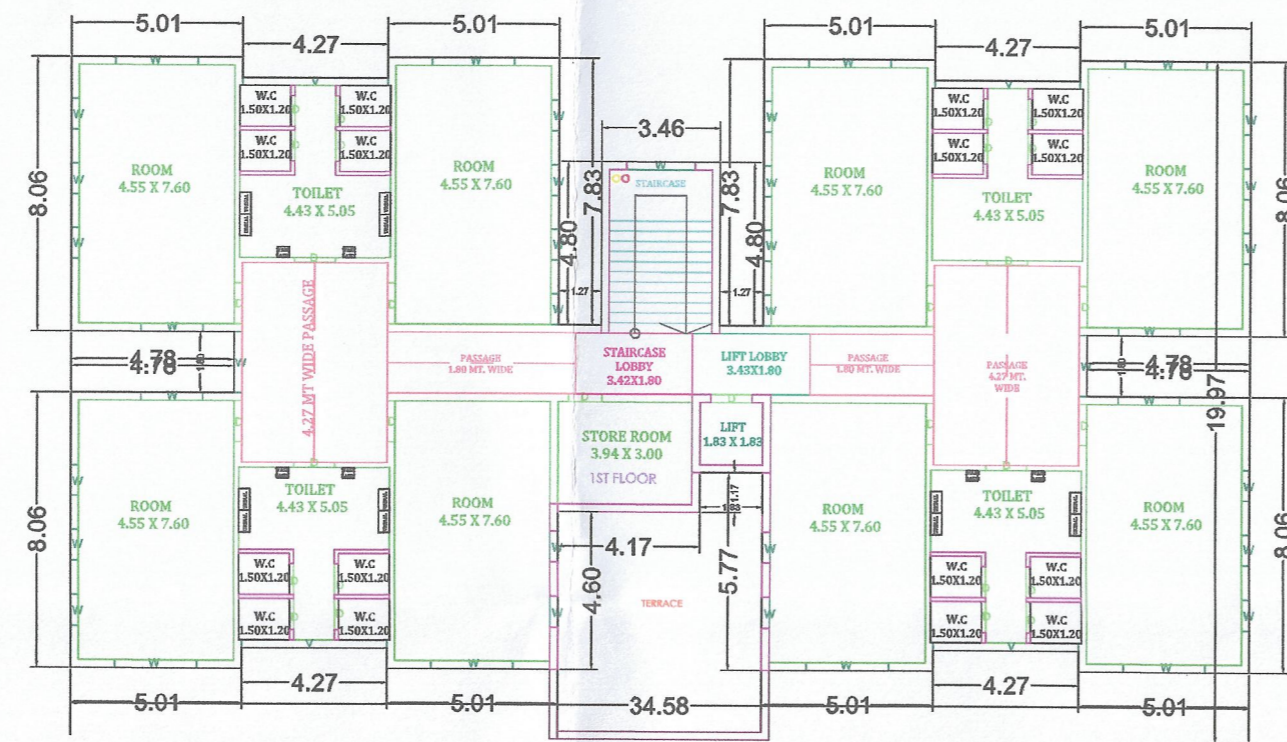 5.01
4.27
5.01
5.01
4.27
5.01
8.06
ROOM
4.55 X 7.60
W.C
1.50X1.20
W.C
1.50X1.20
W.C
1.50X1.20
W.C
1.50X1.20
TOILET
4.43 X 5.05
ROOM
4.55 X 7.60
3.46
STAIRCASE
7.83
4.80
1.27
7.83
4.80
1.27
ROOM
4.55 X 7.60
W.C
1.50X1.20
W.C
1.50X1.20
W.C
1.50X1.20
W.C
1.50X1.20
TOILET
4.43 X 5.05
ROOM
4.55 X 7.60
8.06
4.27 MT WIDE PASSAGE
PASSAGE
1.80 MT. WIDE
STAIRCASE
LOBBY
3.42X1.80
LIFT LOBBY
3.43X1.80
PASSAGE
1.80 MT. WIDE
PASSAGE
4.27 MT.
WIDE
4.78
4.78
1.80
4.78
4.78
1.80
19.97
STORE ROOM
3.94 X 3.00
1ST FLOOR
LIFT
1.83 X 1.83
8.06
ROOM
4.55 X 7.60
TOILET
4.43 X 5.05
W.C
1.50X1.20
W.C
1.50X1.20
W.C
1.50X1.20
W.C
1.50X1.20
ROOM
4.55 X 7.60
1.17
4.17
4.60
5.77
TERRACE
ROOM
4.55 X 7.60
TOILET
4.43 X 5.05
W.C
1.50X1.20
W.C
1.50X1.20
W.C
1.50X1.20
W.C
1.50X1.20
ROOM
4.55 X 7.60
8.06
5.01
4.27
5.01
34.58
5.01
4.27
5.01